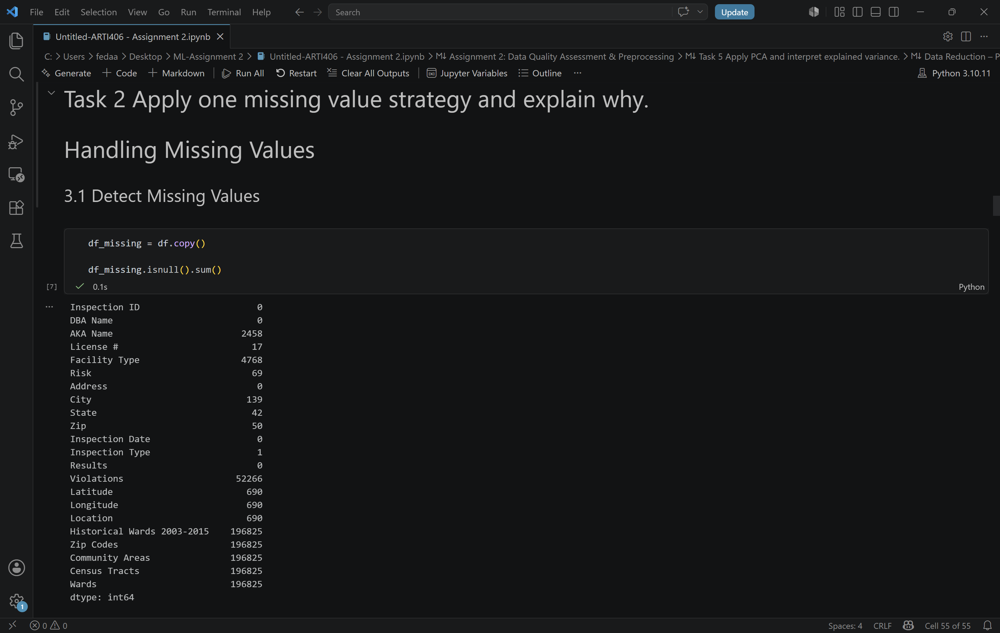 File Edit Selection View Go Run Terminal Help Search Update
Untitled-ARTI406 - Assignment 2.ipynb
C: > Users > fedaa > Desktop > ML-Assignment 2 > Untitled-ARTI406 - Assignment 2.ipynb > M↓ Assignment 2: Data Quality Assessment & Preprocessing > M↓ Task 5 Apply PCA and interpret explained variance. > M↓ Data Reduction – P
Generate + Code + Markdown Run All Restart Clear All Outputs Jupyter Variables Outline ... Python 3.10.11
Task 2 Apply one missing value strategy and explain why.
Handling Missing Values
3.1 Detect Missing Values
df_missing = df.copy()
df_missing.isnull().sum()
[7] 0.1s Python
Inspection ID 0
DBA Name 0
AKA Name 2458
License # 17
Facility Type 4768
Risk 69
Address 0
City 139
State 42
Zip 50
Inspection Date 0
Inspection Type 1
Results 0
Violations 52266
Latitude 690
Longitude 690
Location 690
Historical Wards 2003-2015 196825
Zip Codes 196825
Community Areas 196825
Census Tracts 196825
Wards 196825
dtype: int64
1
0 0 Spaces: 4 CRLF Cell 55 of 55